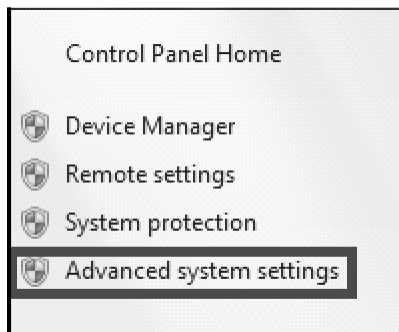 Control Panel Home
Device Manager
Remote settings
System protection
Advanced system settings